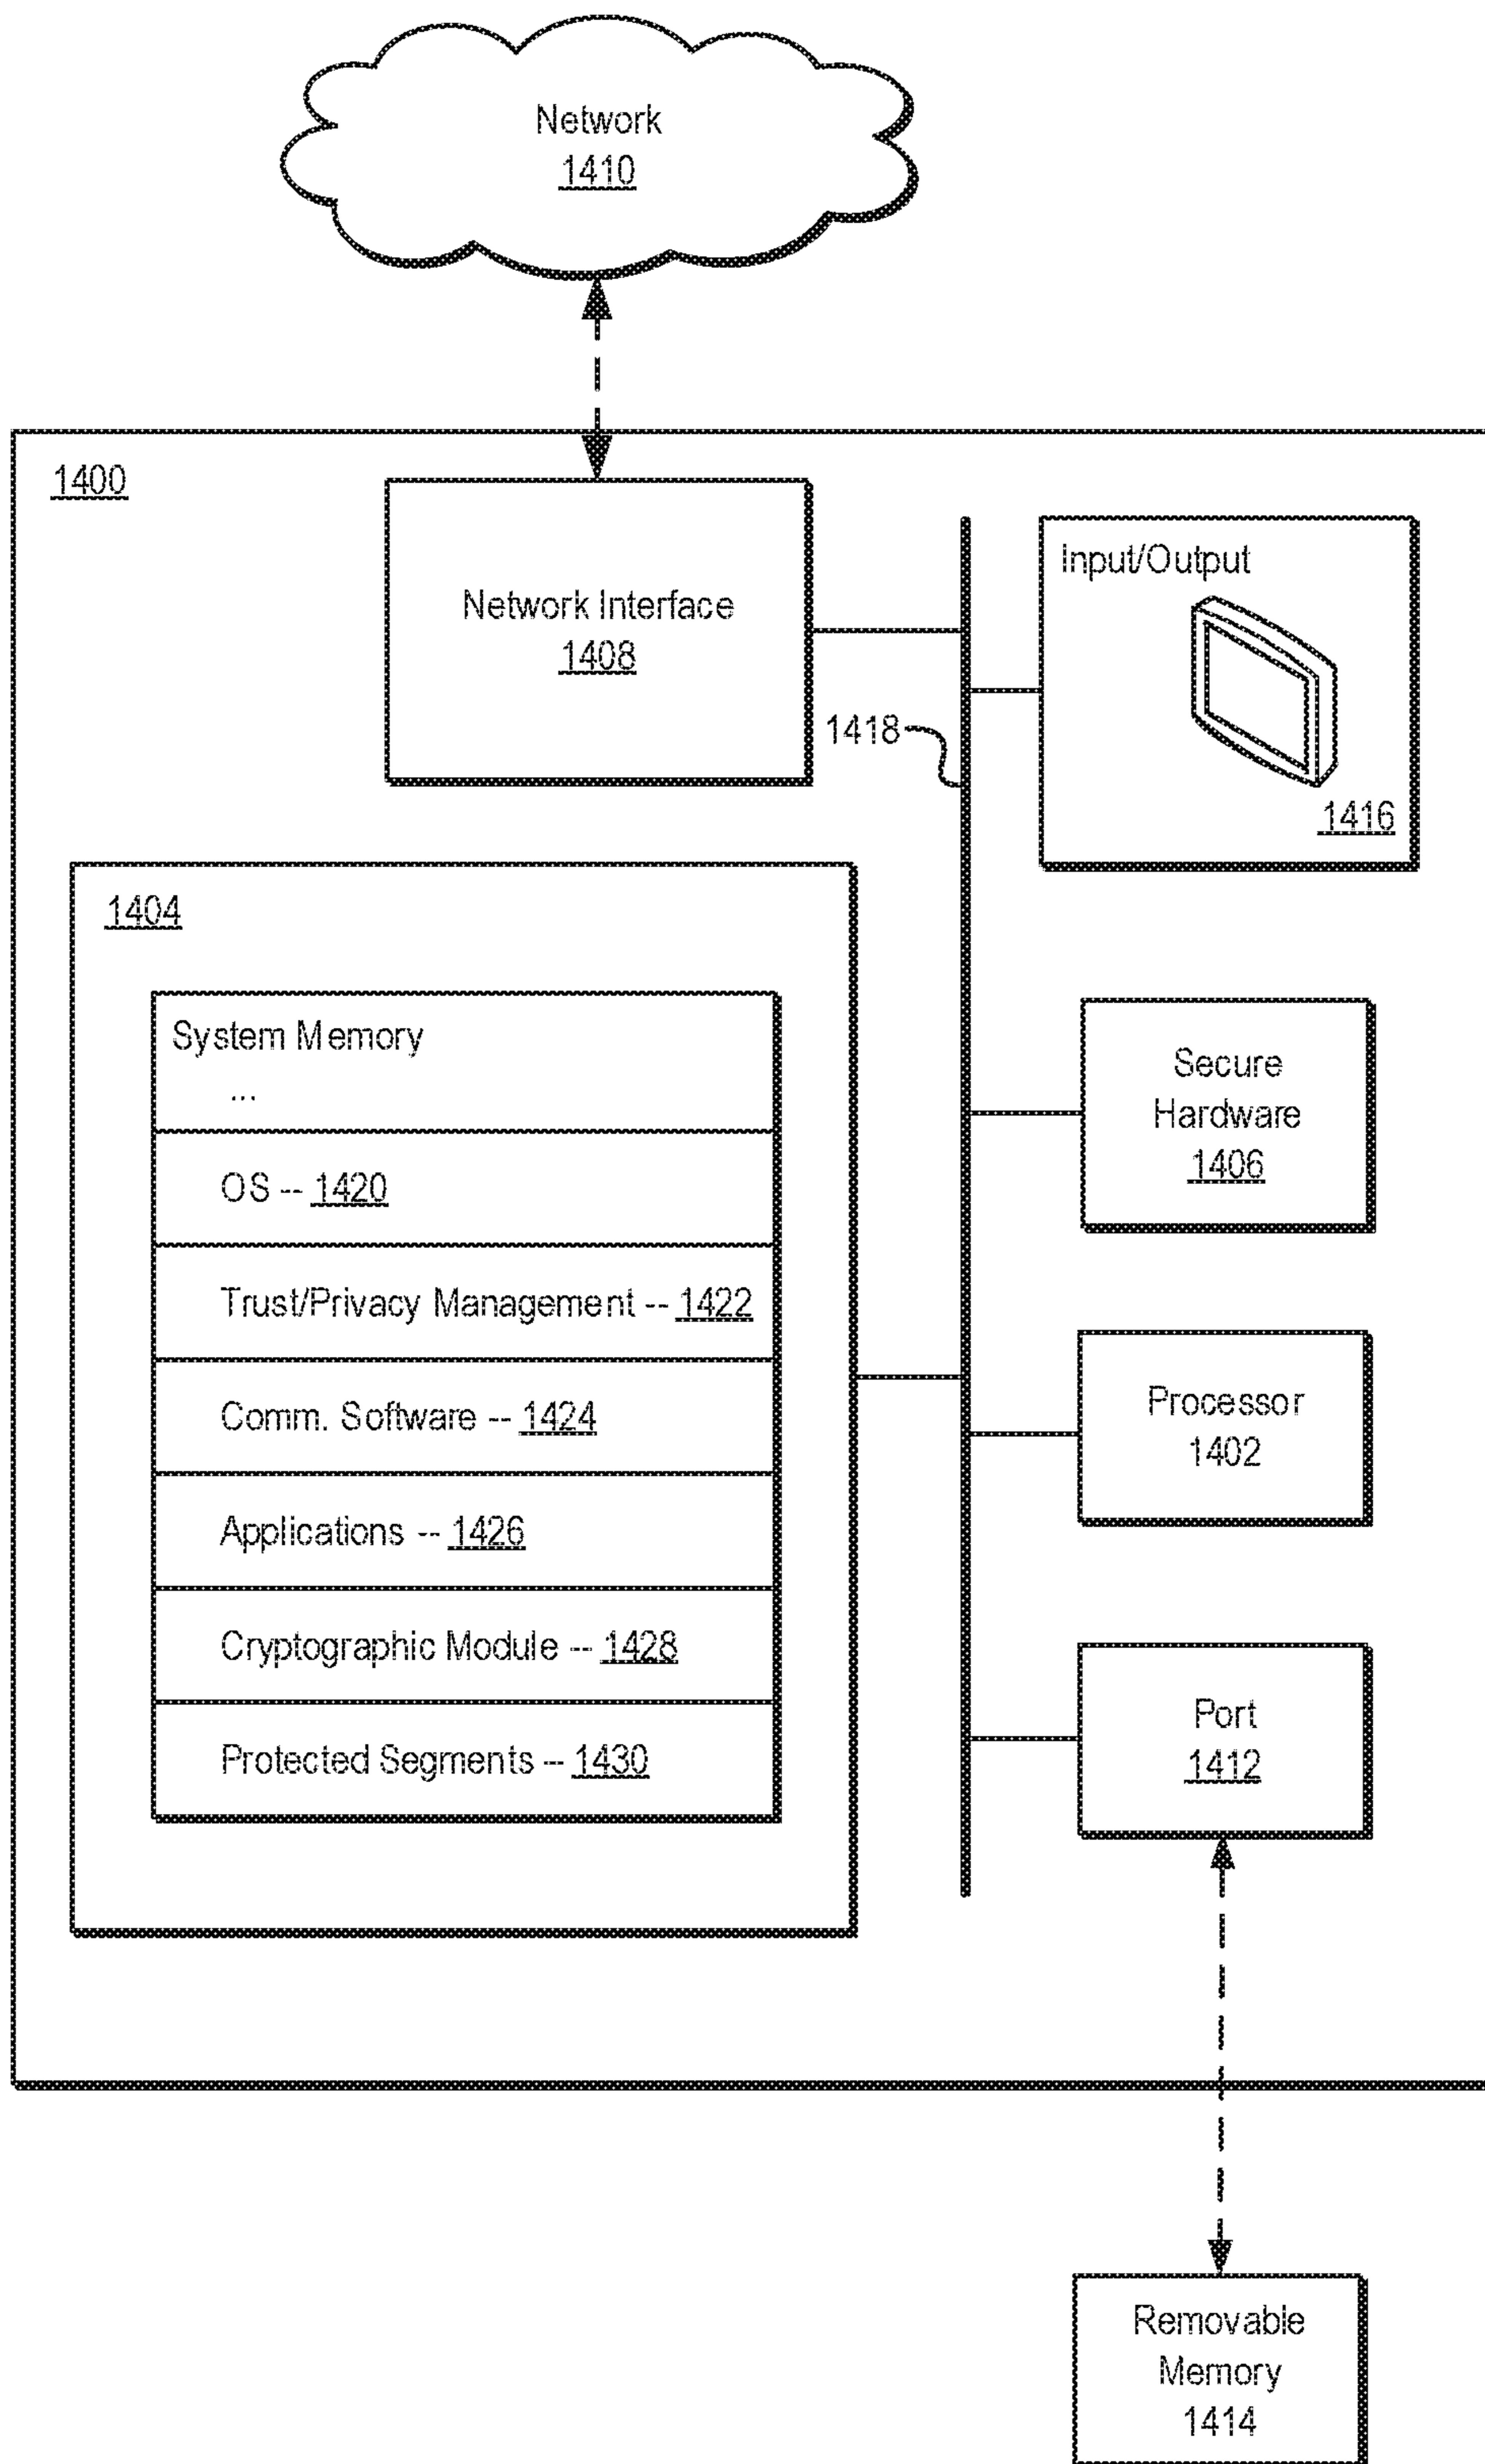 Network
1410
1400
Network Interface
1408
Input/Output
1418
1416
1404
System Memory
...
OS -- 1420
Trust/Privacy Management -- 1422
Comm. Software -- 1424
Applications -- 1426
Cryptographic Module -- 1428
Protected Segments -- 1430
Secure
Hardware
1406
Processor
1402
Port
1412
Removable
Memory
1414